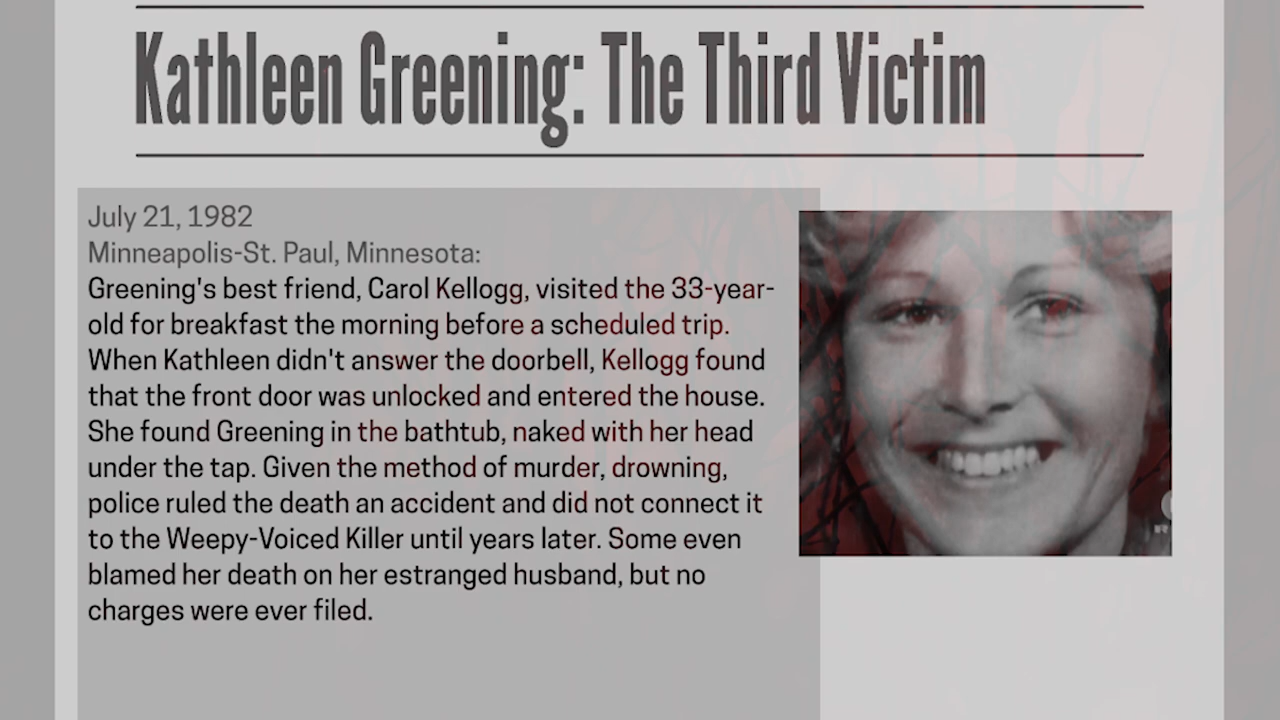 Kathleen Greening: The Third Victim
July 21, 1982
Minneapolis-St. Paul, Minnesota:
Greening's best friend, Carol Kellogg, visited the 33-year-
old for breakfast the morning before a scheduled trip.
When Kathleen didn't answer the doorbell, Kellogg found
that the front door was unlocked and entered the house.
She found Greening in the bathtub, naked with her head
under the tap. Given the method of murder, drowning,
police ruled the death an accident and did not connect it
to the Weepy-Voiced Killer until years later. Some even
blamed her death on her estranged husband, but no
charges were ever filed.